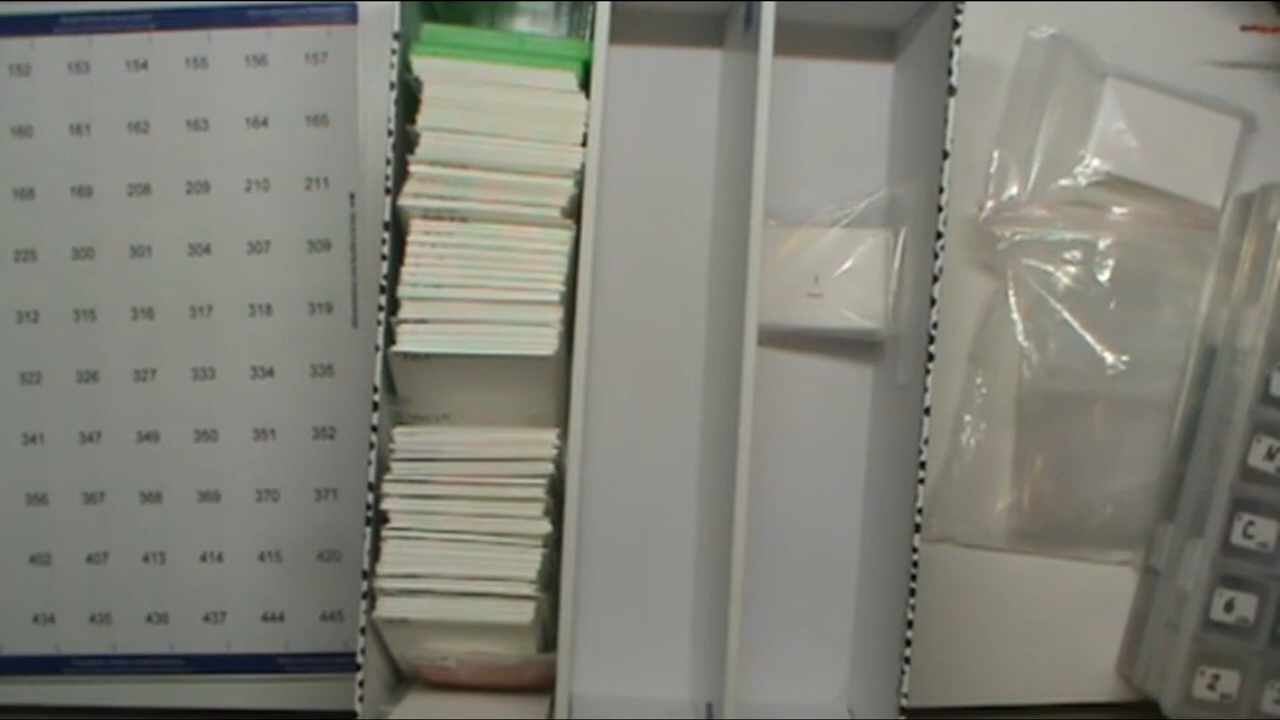 152 153 154 155 156 157
160 161 162 163 164 165
168 169 208 209 210 211
225 300 301 304 307 309
312 315 316 317 318 319
322 326 327 333 334 335
341 347 349 350 351 352
356 367 368 369 370 371
402 407 413 414 415 420
434 435 436 437 444 445
N
C
6
2